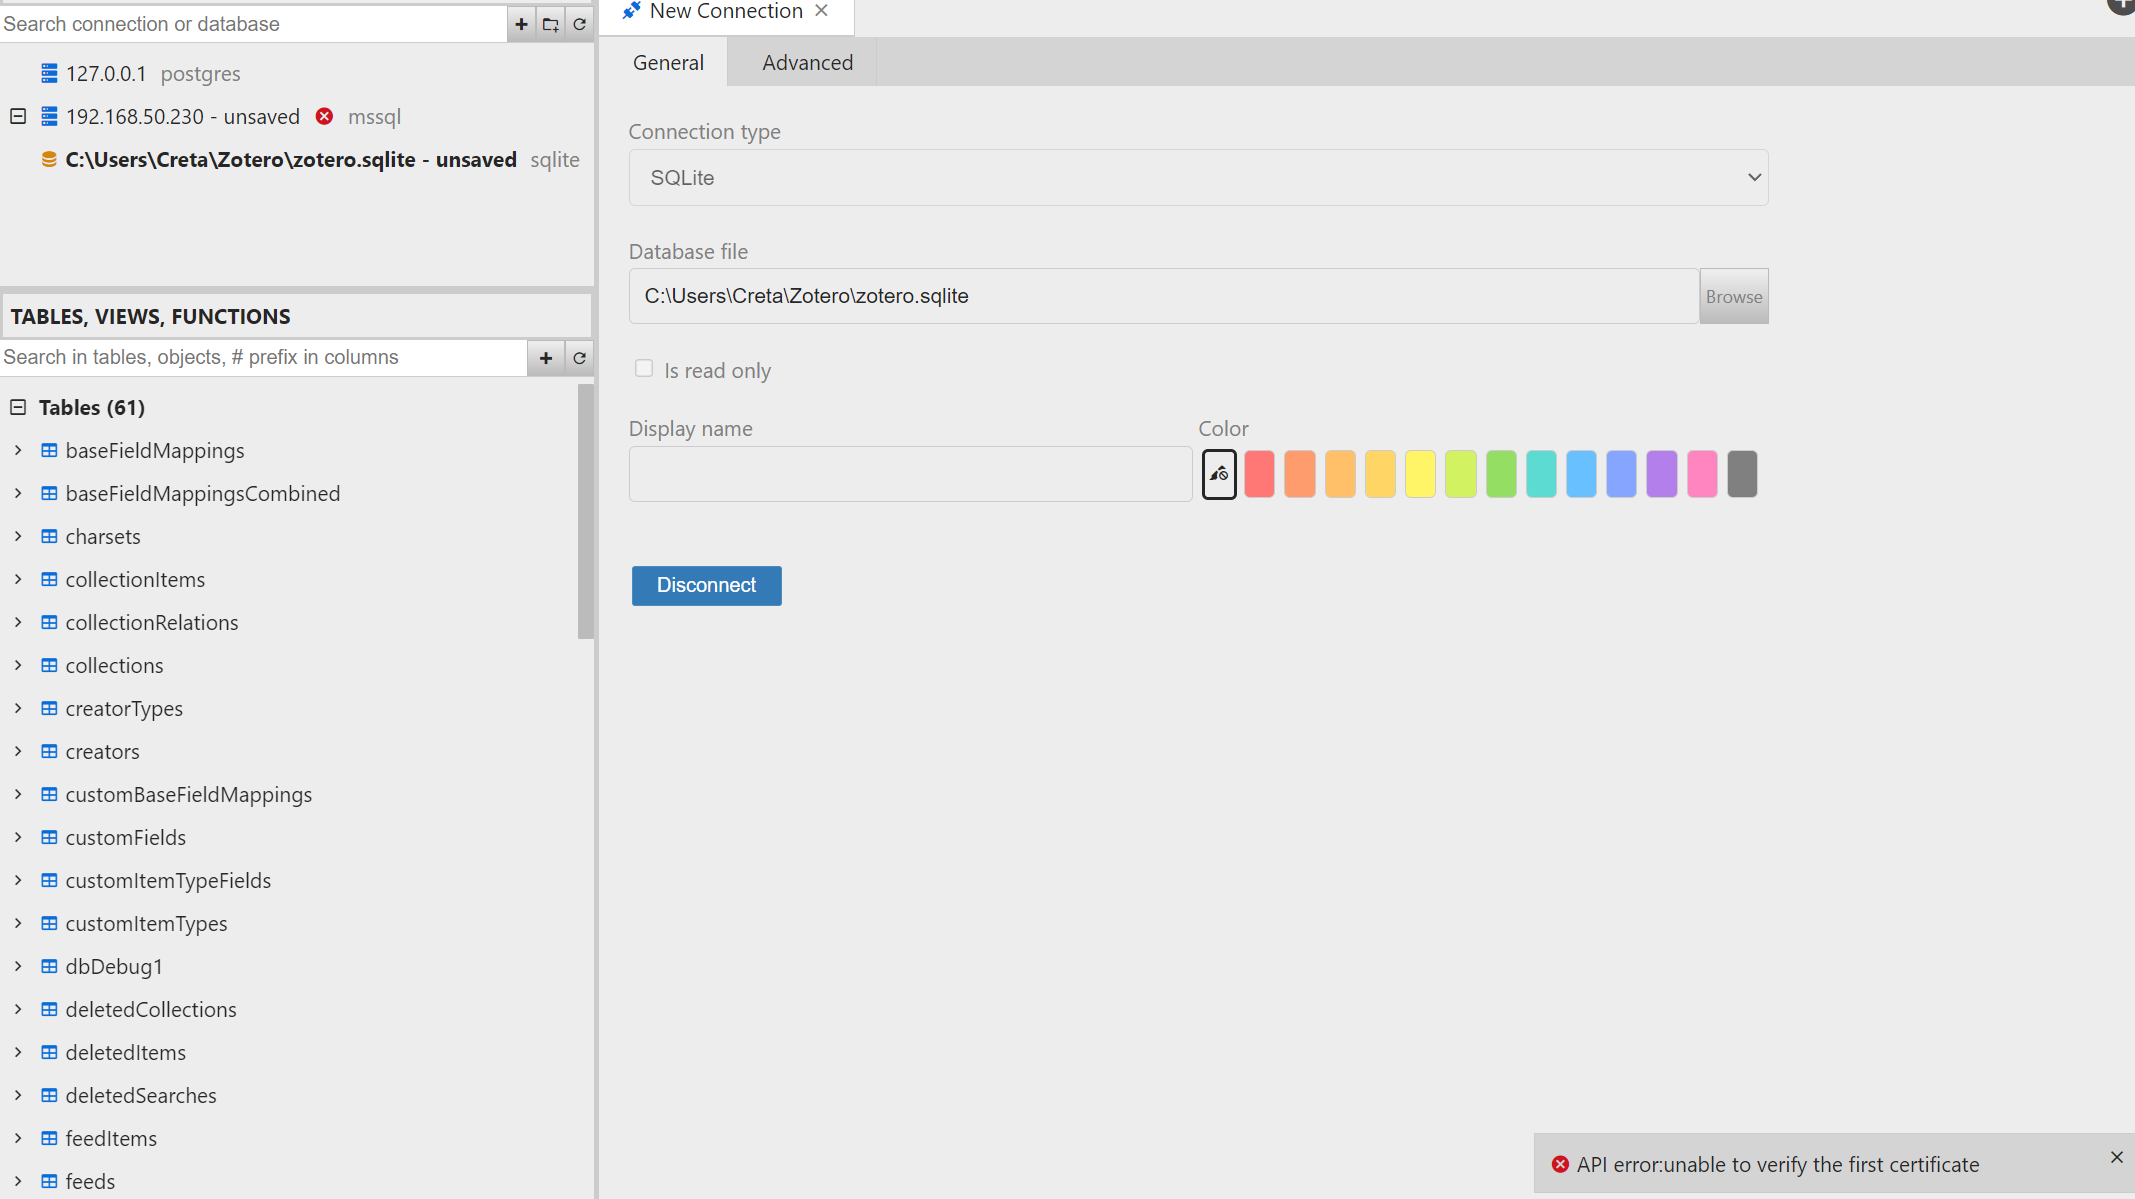 Search connection or database
127.0.0.1 postgres
192.168.50.230 - unsaved mssql
C:\Users\Creta\Zotero\zotero.sqlite - unsaved sqlite
TABLES, VIEWS, FUNCTIONS
Search in tables, objects, # prefix in columns
Tables (61)
baseFieldMappings
baseFieldMappingsCombined
charsets
collectionItems
collectionRelations
collections
creatorTypes
creators
customBaseFieldMappings
customFields
customItemTypeFields
customItemTypes
dbDebug1
deletedCollections
deletedItems
deletedSearches
feedItems
feeds
New Connection
General Advanced
Connection type
SQLite
Database file
C:\Users\Creta\Zotero\zotero.sqlite Browse
Is read only
Display name Color
Disconnect
API error:unable to verify the first certificate